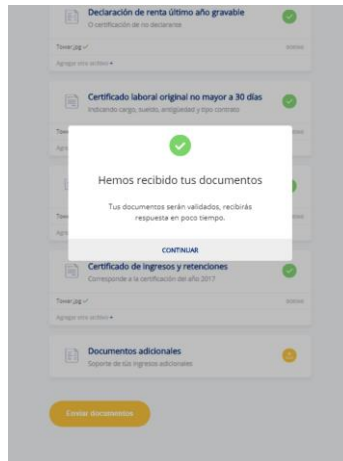 Declaración de renta último año gravable
O certificación de no declarante
Tower.jpg
Agregar otro archivo +
Certificado laboral original no mayor a 30 días
Indicando cargo, sueldo, antigüedad y tipo contrato
Hemos recibido tus documentos
Tus documentos serán validados, recibirás
respuesta en poco tiempo.
CONTINUAR
Certificado de ingresos y retenciones
Corresponde a la certificación del año 2017
Tower.jpg
Agregar otro archivo +
Documentos adicionales
Soporte de tus ingresos adicionales
Enviar documentos